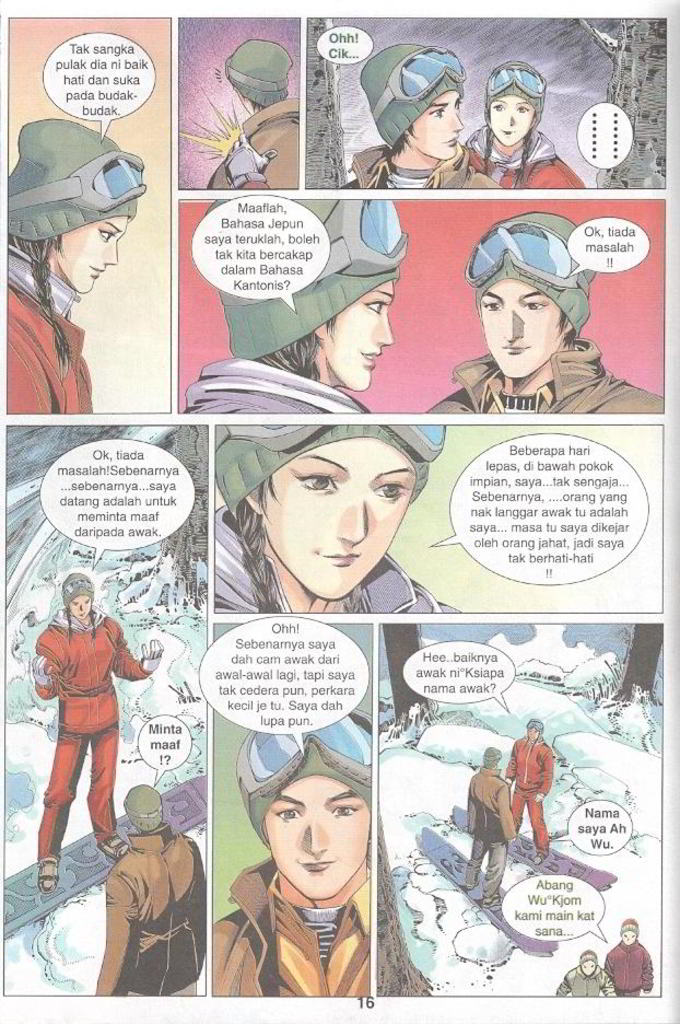 Tak sangka
pulak dia ni baik
hati dan suka
pada budak-
budak.
Ohh!
Cik...
Maaflah,
Bahasa Jepun
saya teruklah, boleh
tak kita bercakap
dalam Bahasa
Kantonis?
Ok, tiada
masalah
!!
Ok, tiada
masalah!Sebenarnya
...sebenarnya...saya
datang adalah untuk
meminta maaf
daripada awak.
Minta
maaf
!?
Beberapa hari
lepas, di bawah pokok
impian, saya...tak sengaja...
Sebenarnya, ....orang yang
nak langgar awak tu adalah
saya... masa tu saya dikejar
oleh orang jahat, jadi saya
tak berhati-hati
!!
Ohh!
Sebenarnya saya
dah cam awak dari
awal-awal lagi, tapi saya
tak cedera pun, perkara
kecil je tu. Saya dah
lupa pun.
Hee..baiknya
awak ni°Ksiapa
nama awak?
Nama
saya Ah
Wu.
Abang
Wu°Kjom
kami main kat
sana...
16